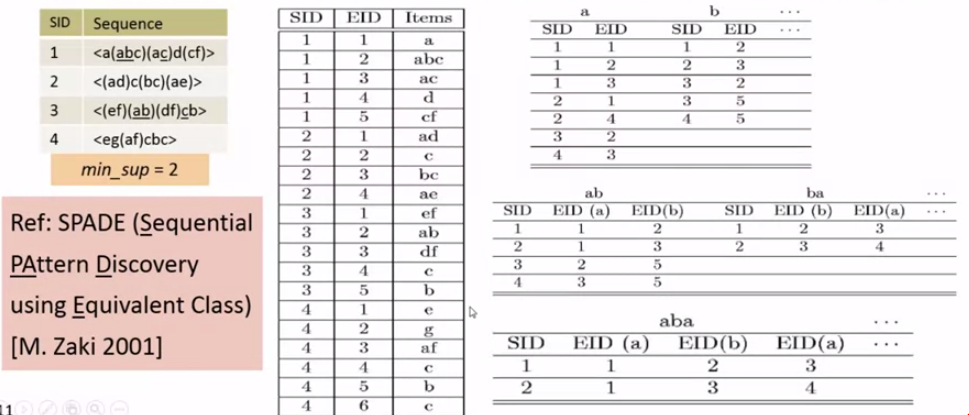 SID Sequence
1 <a(abc)(ac)d(cf)>
2 <(ad)c(bc)(ae)>
3 <(ef)(ab)(df)cb>
4 <eg(af)cbc>
min_sup = 2
Ref: SPADE (Sequential
PAttern Discovery
using Equivalent Class)
[M. Zaki 2001]
11
SID EID Items
1 1 a
1 2 abc
1 3 ac
1 4 d
1 5 cf
2 1 ad
2 2 c
2 3 bc
2 4 ae
3 1 ef
3 2 ab
3 3 df
3 4 c
3 5 b
4 1 e
4 2 g
4 3 af
4 4 c
4 5 b
4 6 c
a b ···
SID EID SID EID ···
1 1 1 2
1 2 2 3
1 3 3 2
2 1 3 5
2 4 4 5
3 2
4 3
ab ba ···
SID EID (a) EID(b) SID EID (b) EID(a) ···
1 1 2 1 2 3
2 1 3 2 3 4
3 2 5
4 3 5
aba ···
SID EID (a) EID(b) EID(a) ···
1 1 2 3
2 1 3 4